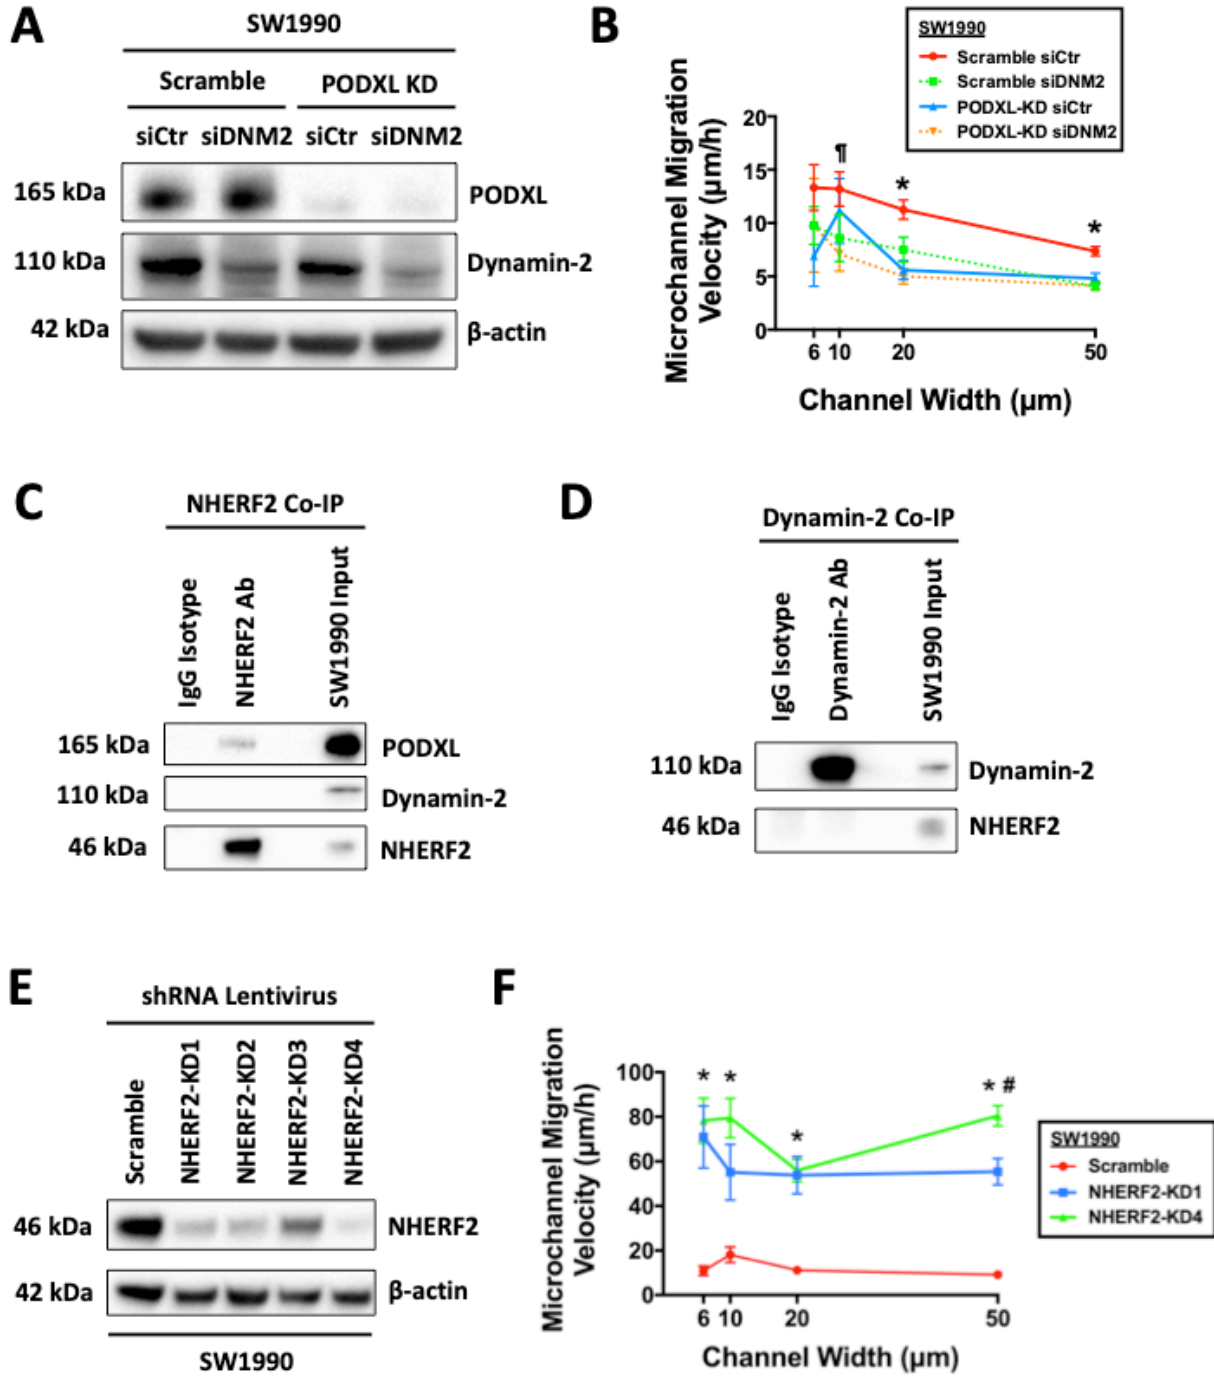 A
SW1990
Scramble PODXL KD
siCtr siDNM2 siCtr siDNM2
165 kDa PODXL
110 kDa Dynamin-2
42 kDa β-actin
B
SW1990
Scramble siCtr
Scramble siDNM2
PODXL-KD siCtr
PODXL-KD siDNM2
Microchannel Migration
Velocity (µm/h)
20
15
10
5
0
¶
*
*
6 10 20 50
Channel Width (µm)
C
NHERF2 Co-IP
IgG Isotype
NHERF2 Ab
SW1990 Input
165 kDa PODXL
110 kDa Dynamin-2
46 kDa NHERF2
D
Dynamin-2 Co-IP
IgG Isotype
Dynamin-2 Ab
SW1990 Input
110 kDa Dynamin-2
46 kDa NHERF2
E
shRNA Lentivirus
Scramble
NHERF2-KD1
NHERF2-KD2
NHERF2-KD3
NHERF2-KD4
46 kDa NHERF2
42 kDa β-actin
SW1990
F
Microchannel Migration
Velocity (µm/h)
100
80
60
40
20
0
* *
*
* #
6 10 20 50
Channel Width (µm)
SW1990
Scramble
NHERF2-KD1
NHERF2-KD4